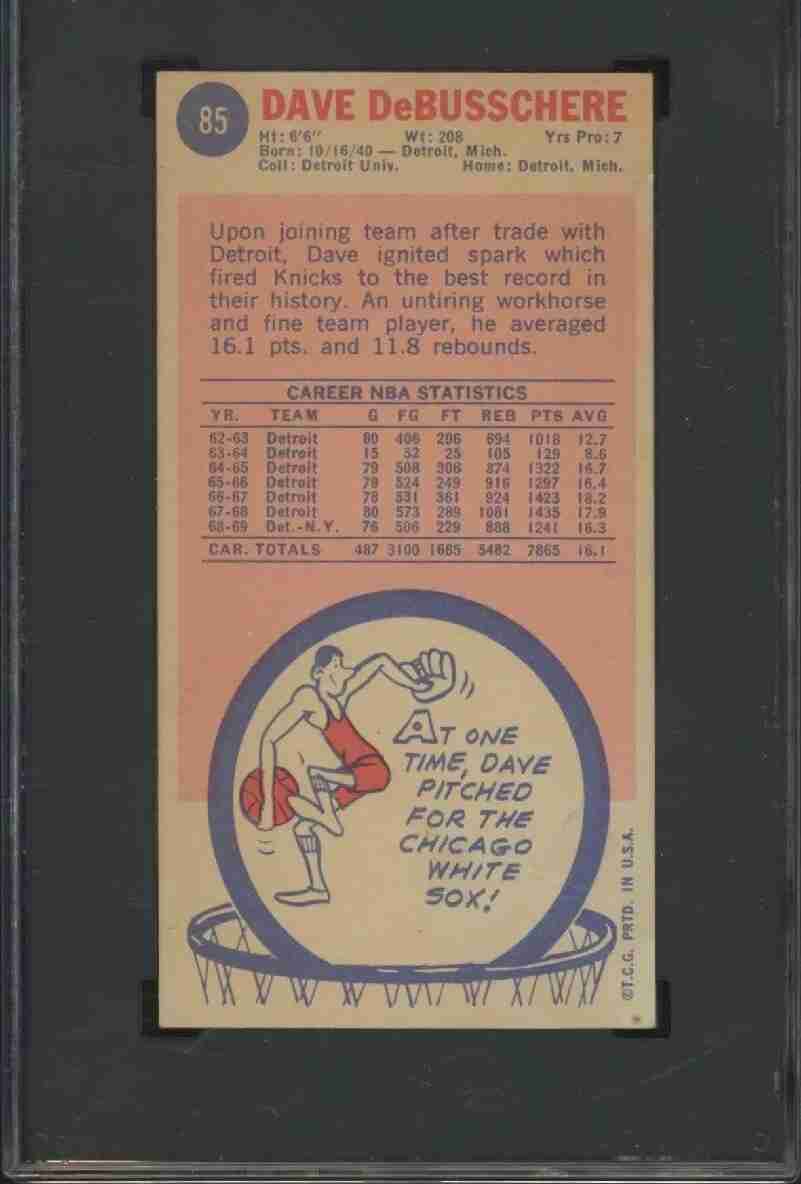 85
DAVE DeBUSSCHERE
Ht: 6'6" Wt: 208 Yrs Pro: 7
Born: 10/16/40 — Detroit, Mich.
Coll: Detroit Univ. Home: Detroit, Mich.
Upon joining team after trade with
Detroit, Dave ignited spark which
fired Knicks to the best record in
their history. An untiring workhorse
and fine team player, he averaged
16.1 pts. and 11.8 rebounds.
CAREER NBA STATISTICS
YR. TEAM G FG FT REB PTS AVG
62-63 Detroit 80 406 206 694 1018 12.7
63-64 Detroit 15 52 25 105 129 8.6
64-65 Detroit 79 508 306 874 1322 16.7
65-66 Detroit 79 524 249 916 1297 16.4
66-67 Detroit 78 531 361 924 1423 18.2
67-68 Detroit 80 573 289 1081 1435 17.9
68-69 Det.-N.Y. 76 506 229 888 1241 16.3
CAR. TOTALS 487 3100 1665 5482 7865 16.1
AT ONE
TIME, DAVE
PITCHED
FOR THE
CHICAGO
WHITE
SOX!
©T.C.G. PRTD. IN U.S.A.